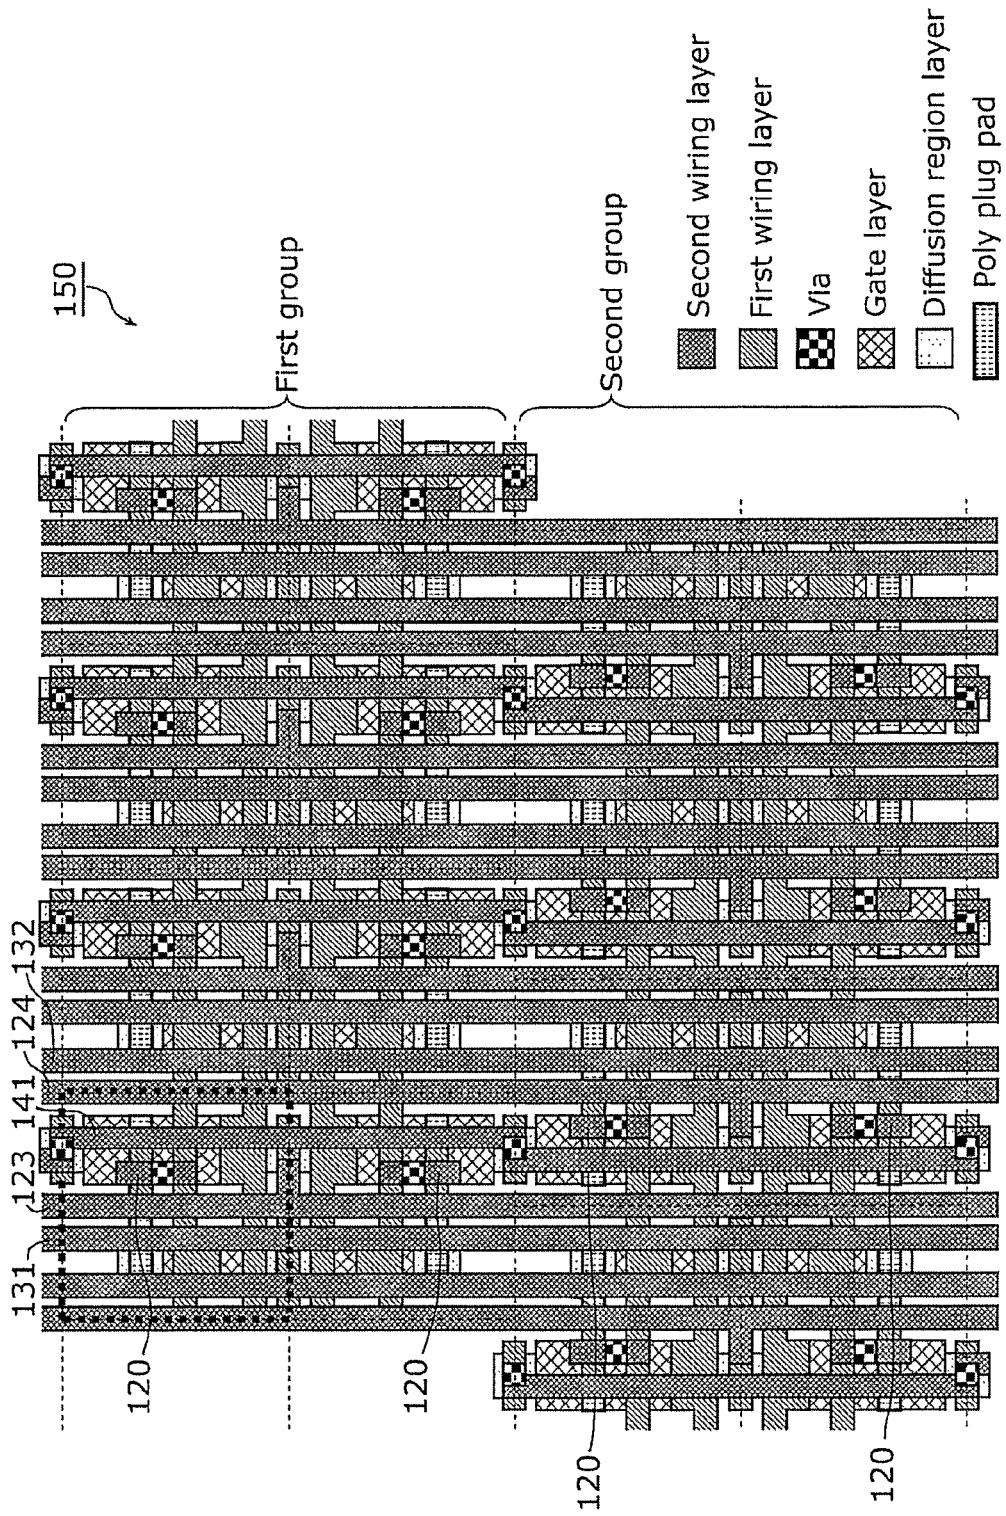 150
First group
Second group
Second wiring layer
First wiring layer
Via
Gate layer
Diffusion region layer
Poly plug pad
132
124
141
123
131
120
120
120
120